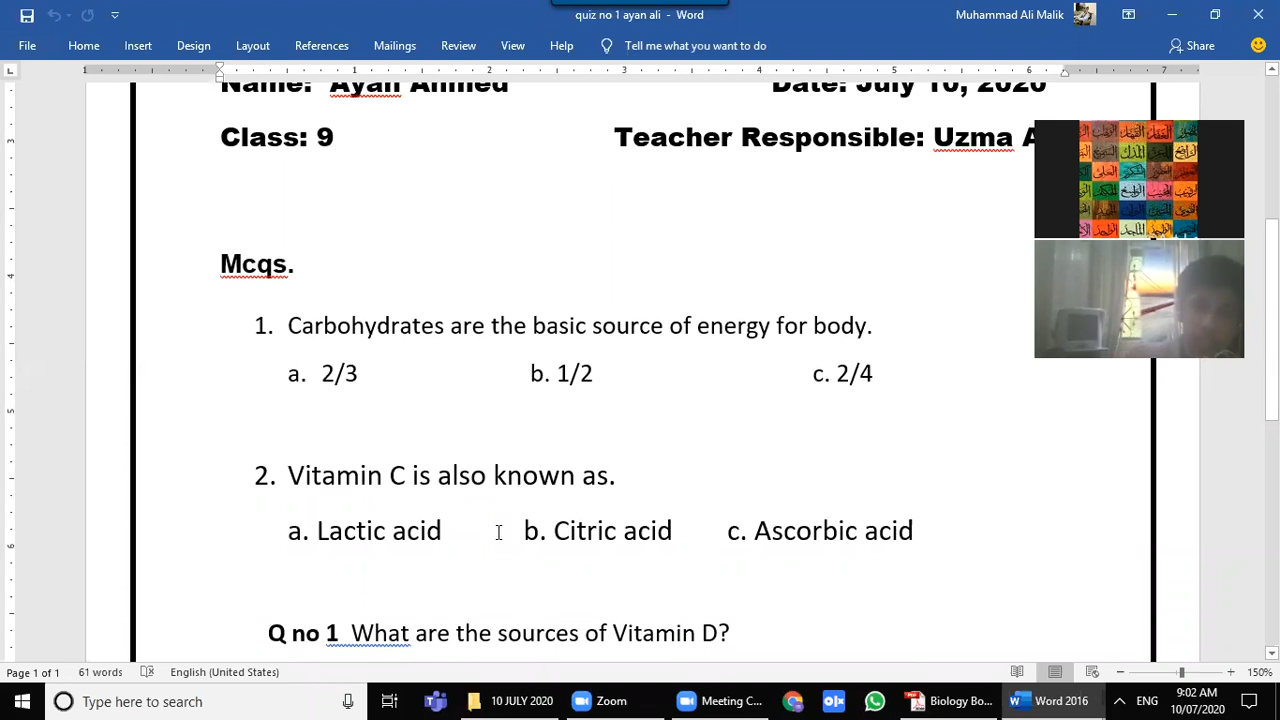 quiz no 1 ayan ali - Word
Muhammad Ali Malik
File Home Insert Design Layout References Mailings Review View Help Tell me what you want to do Share
Name: Ayan Ahmed Date: July 10, 2020
Class: 9 Teacher Responsible: Uzma A
Mcqs.
1. Carbohydrates are the basic source of energy for body.
a. 2/3 b. 1/2 c. 2/4
2. Vitamin C is also known as.
a. Lactic acid b. Citric acid c. Ascorbic acid
Q no 1 What are the sources of Vitamin D?
Page 1 of 1 61 words English (United States) 150%
Type here to search 10 JULY 2020 Zoom Meeting C... Biology Bo... Word 2016 ENG 9:02 AM
10/07/2020